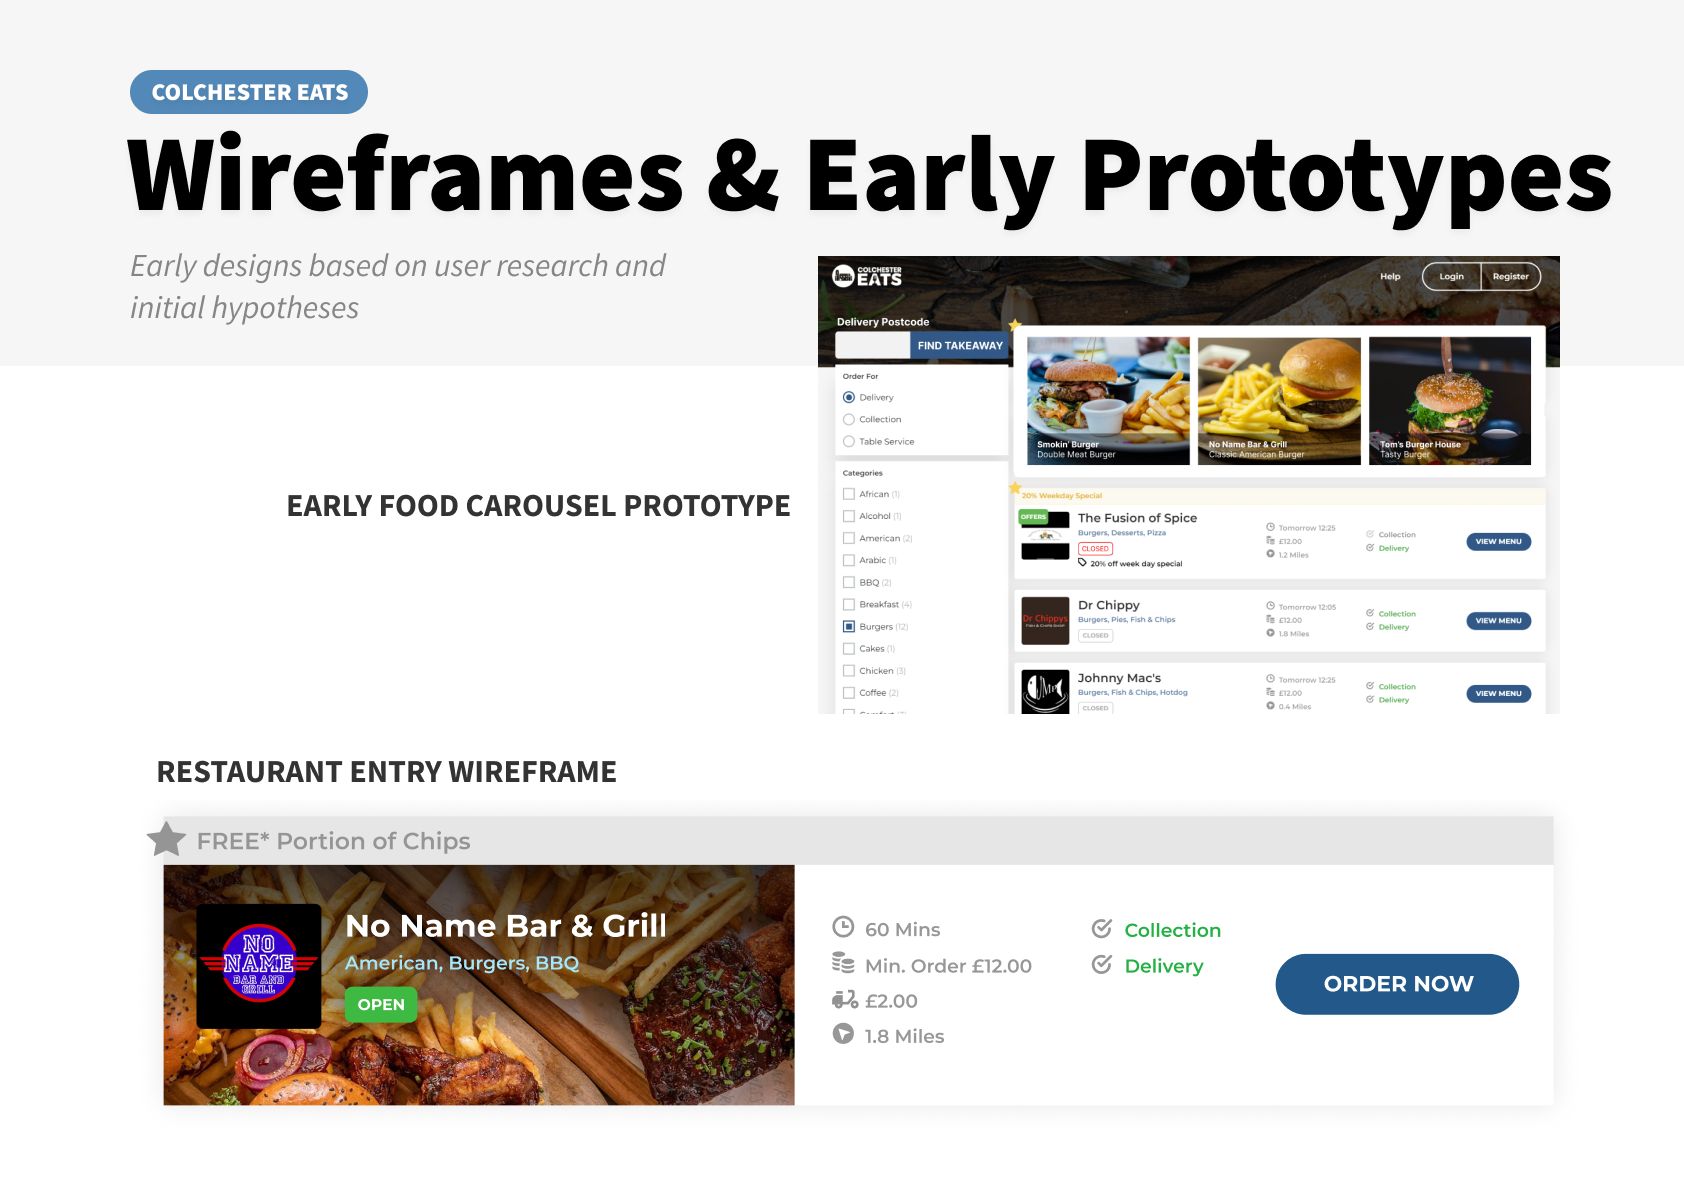 COLCHESTER EATS
Wireframes & Early Prototypes
Early designs based on user research and
initial hypotheses
COLCHESTER
EATS
Help
Login
Register
Delivery Postcode
FIND TAKEAWAY
Order For
Delivery
Collection
Table Service
Categories
African (1)
Alcohol (1)
American (2)
Arabic (1)
BBQ (2)
Breakfast (4)
Burgers (12)
Cakes (1)
Chicken (3)
Coffee (2)
Smokin' Burger
Double Meat Burger
No Name Bar & Grill
Classic American Burger
Tom's Burger House
Tasty Burger
20% Weekday Special
OFFERS
The Fusion of Spice
Burgers, Desserts, Pizza
CLOSED
20% off week day special
Tomorrow 12:25
£12.00
1.2 Miles
Collection
Delivery
VIEW MENU
Dr Chippys
FISH & CHIPS SHOP
Dr Chippy
Burgers, Pies, Fish & Chips
CLOSED
Tomorrow 12:05
£12.00
1.8 Miles
Collection
Delivery
VIEW MENU
Johnny Mac's
Burgers, Fish & Chips, Hotdog
CLOSED
Tomorrow 12:25
£12.00
0.4 Miles
Collection
Delivery
VIEW MENU
EARLY FOOD CAROUSEL PROTOTYPE
RESTAURANT ENTRY WIREFRAME
FREE* Portion of Chips
NO
NAME
BAR AND
GRILL
No Name Bar & Grill
American, Burgers, BBQ
OPEN
60 Mins
Min. Order £12.00
£2.00
1.8 Miles
Collection
Delivery
ORDER NOW